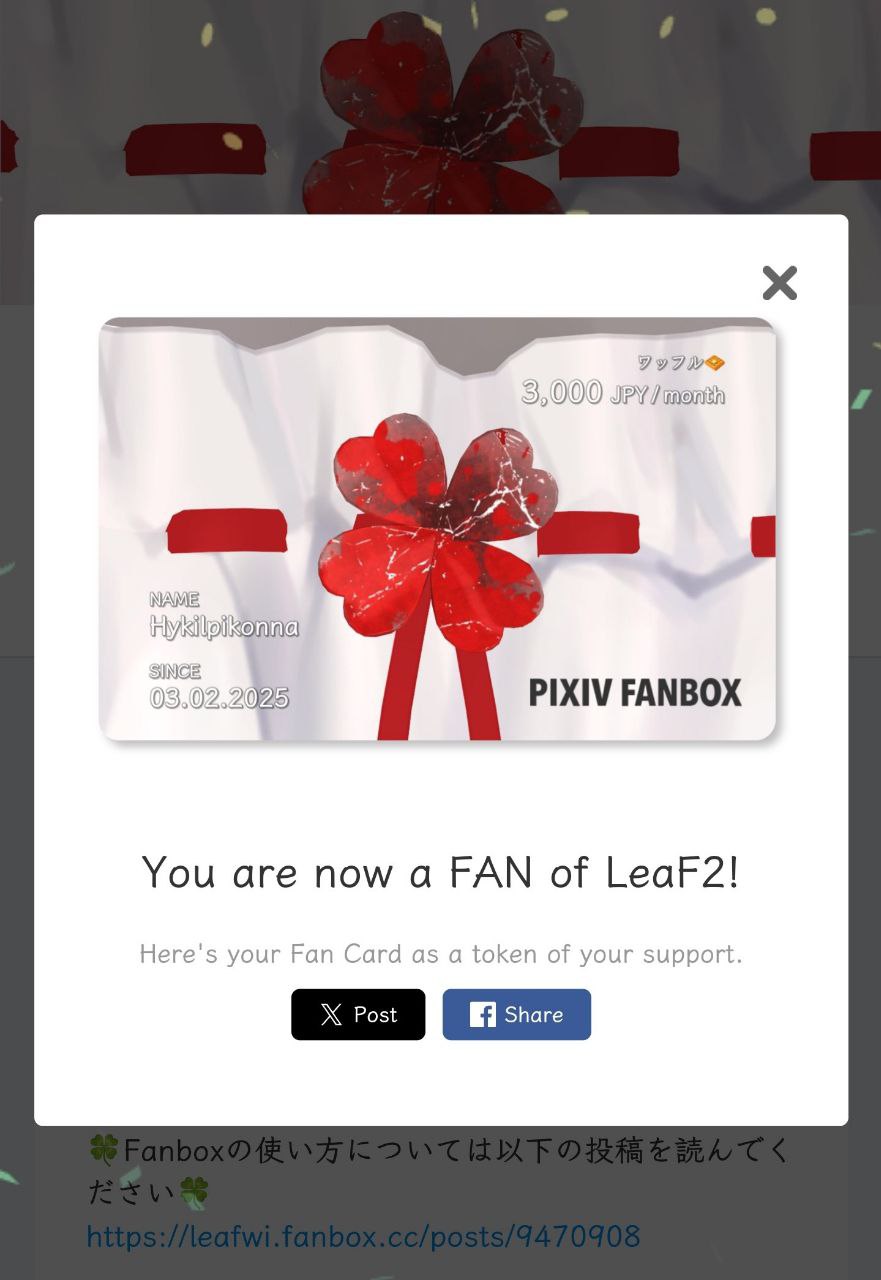 ワッフル🧇
3,000 JPY/month
NAME
Hykilpikonna
SINCE
03.02.2025
PIXIV FANBOX
You are now a FAN of LeaF2!
Here's your Fan Card as a token of your support.
Post
Share
🍀Fanboxの使い方については以下の投稿を読んでく
ださい🍀
https://leafwi.fanbox.cc/posts/9470908